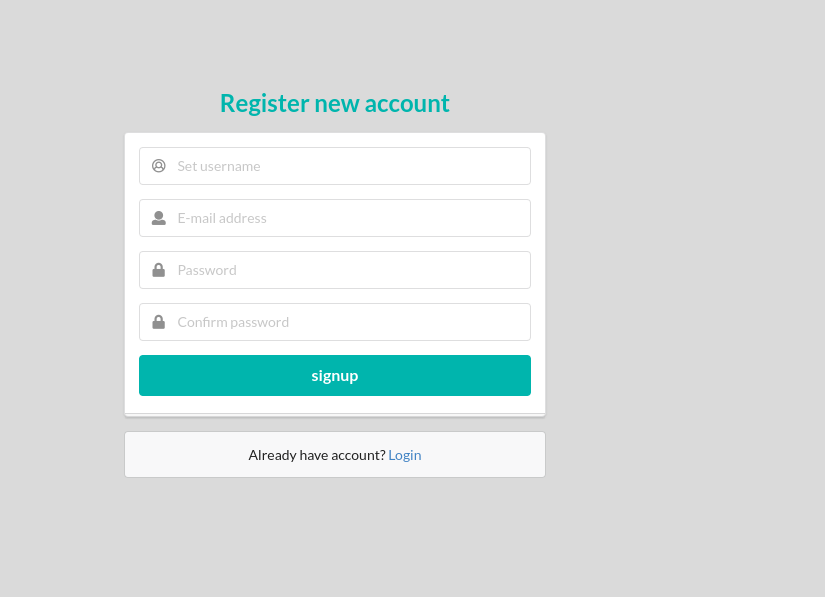 Register new account
Set username
E-mail address
Password
Confirm password
signup
Already have account? Login